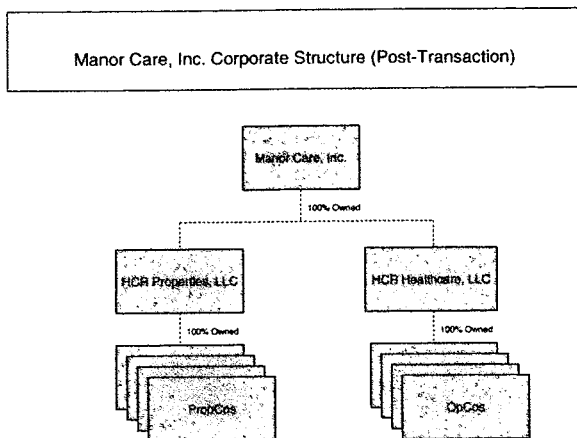 Manor Care, Inc. Corporate Structure (Post-Transaction)
Manor Care, Inc.
100% Owned
HCR Properties, LLC
HCR Healthcare, LLC
100% Owned
100% Owned
PropCos
OpCos